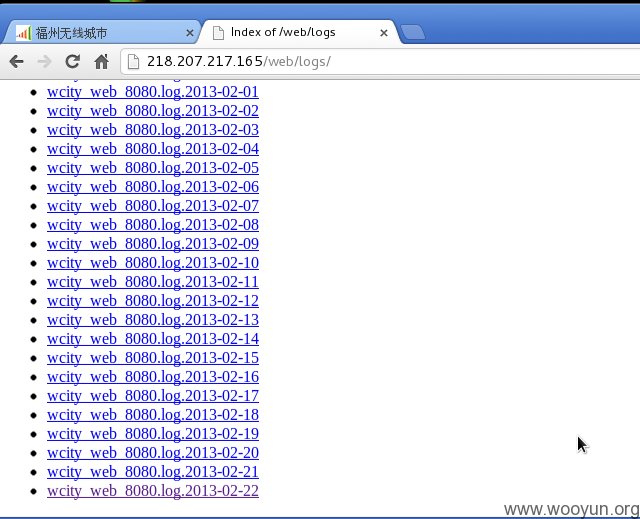 福州无线城市
Index of /web/logs
218.207.217.165/web/logs/
wcity_web_8080.log.2013-02-01
wcity_web_8080.log.2013-02-02
wcity_web_8080.log.2013-02-03
wcity_web_8080.log.2013-02-04
wcity_web_8080.log.2013-02-05
wcity_web_8080.log.2013-02-06
wcity_web_8080.log.2013-02-07
wcity_web_8080.log.2013-02-08
wcity_web_8080.log.2013-02-09
wcity_web_8080.log.2013-02-10
wcity_web_8080.log.2013-02-11
wcity_web_8080.log.2013-02-12
wcity_web_8080.log.2013-02-13
wcity_web_8080.log.2013-02-14
wcity_web_8080.log.2013-02-15
wcity_web_8080.log.2013-02-16
wcity_web_8080.log.2013-02-17
wcity_web_8080.log.2013-02-18
wcity_web_8080.log.2013-02-19
wcity_web_8080.log.2013-02-20
wcity_web_8080.log.2013-02-21
wcity_web_8080.log.2013-02-22
www.wooyun.org